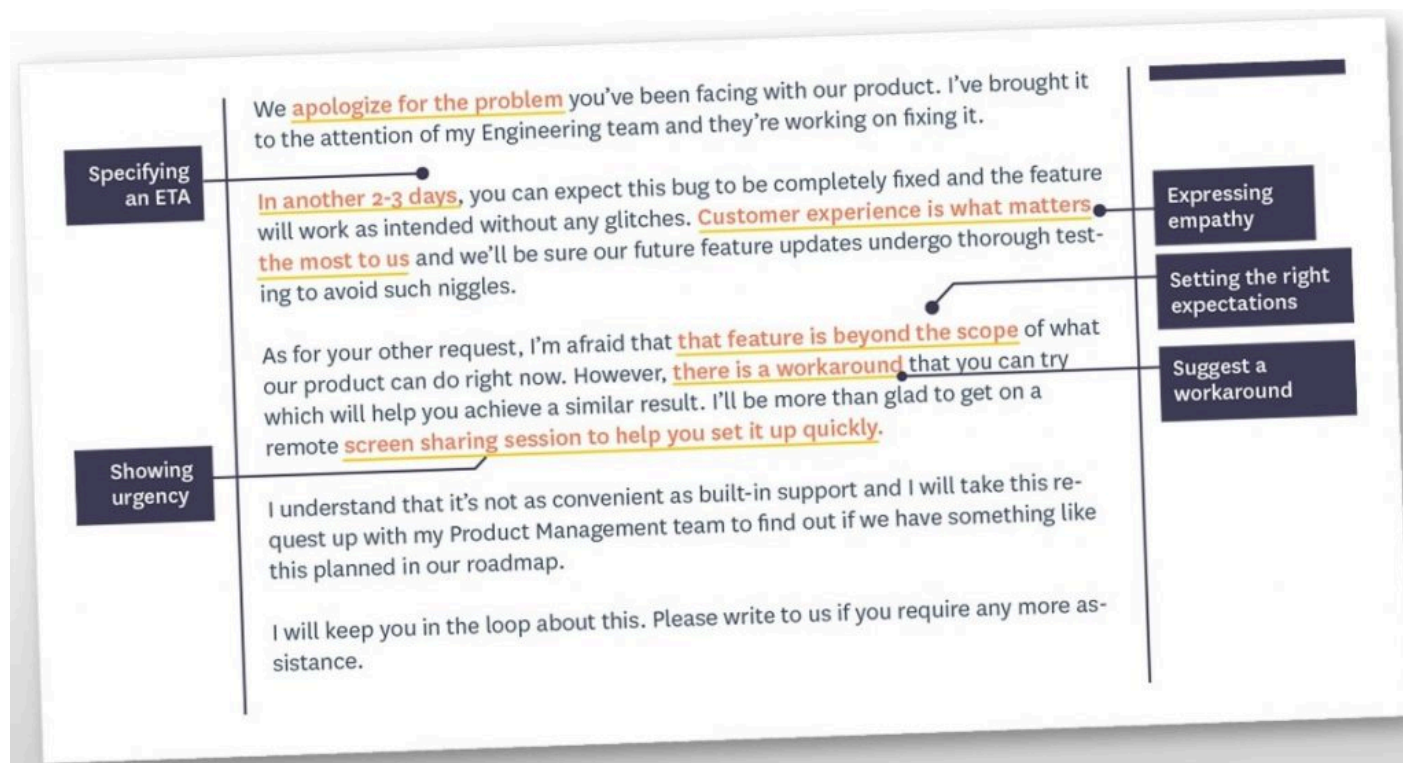 We apologize for the problem you've been facing with our product. I've brought it
to the attention of my Engineering team and they're working on fixing it.
Specifying
an ETA
In another 2-3 days, you can expect this bug to be completely fixed and the feature
will work as intended without any glitches. Customer experience is what matters
the most to us and we'll be sure our future feature updates undergo thorough test-
ing to avoid such niggles.
Expressing
empathy
Setting the right
expectations
As for your other request, I'm afraid that that feature is beyond the scope of what
our product can do right now. However, there is a workaround that you can try
which will help you achieve a similar result. I'll be more than glad to get on a
remote screen sharing session to help you set it up quickly.
Suggest a
workaround
Showing
urgency
I understand that it's not as convenient as built-in support and I will take this re-
quest up with my Product Management team to find out if we have something like
this planned in our roadmap.
I will keep you in the loop about this. Please write to us if you require any more as-
sistance.